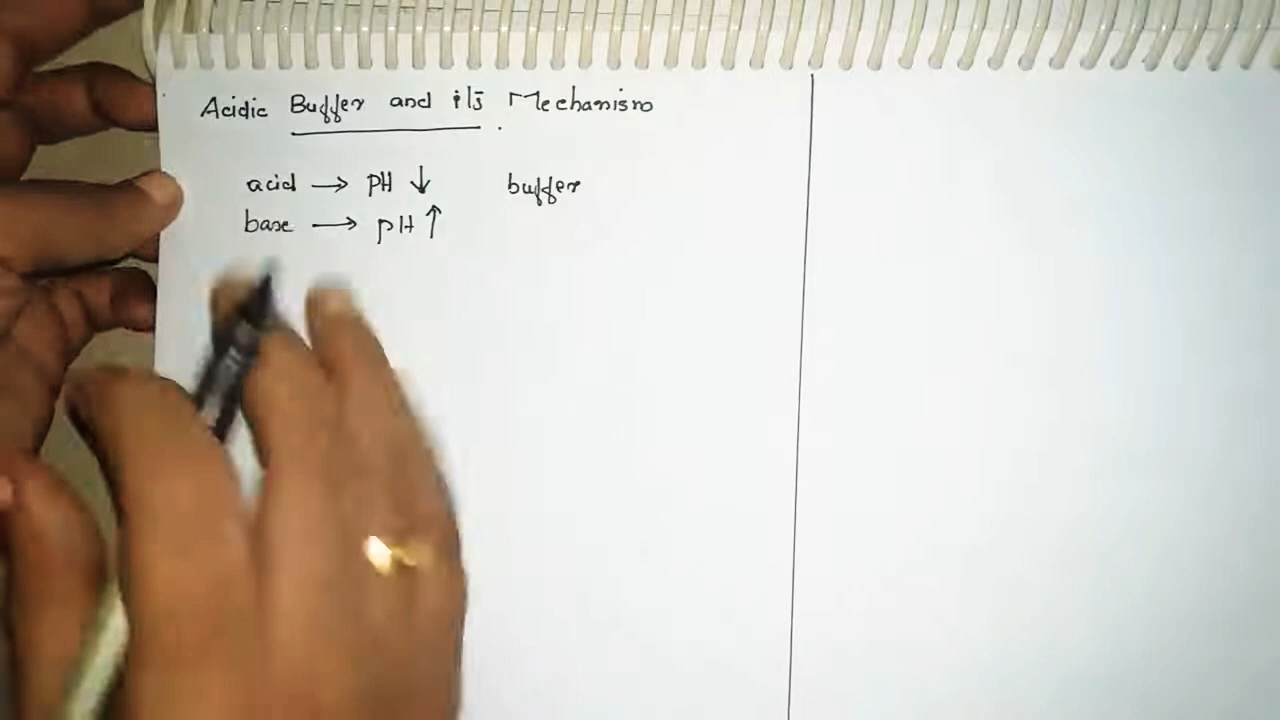 Acidic Buffer and its Mechanism.
acid → pH ↓ buffer
base → pH ↑